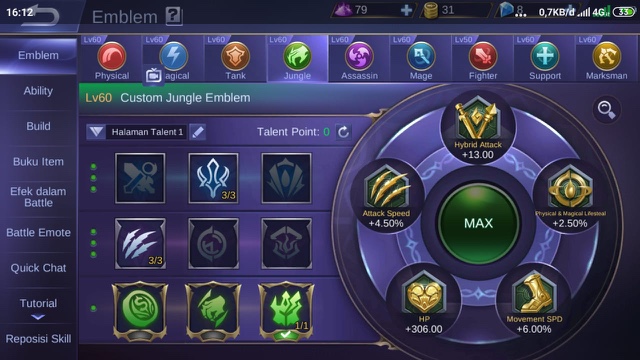 16:12
Emblem
?
79
31
8
0,7KB/d
4G
33
Emblem
Ability
Build
Buku Item
Efek dalam
Battle
Battle Emote
Quick Chat
Tutorial
Reposisi Skill
Lv60 Physical
Lv60 agical
Lv60 Tank
Lv60 Jungle
Lv60 Assassin
Lv60 Mage
Lv50 Fighter
Lv60 Support
Lv60 Marksman
Lv60 Custom Jungle Emblem
Halaman Talent 1
Talent Point: 0
3/3
3/3
1/1
Hybrid Attack
+13.00
Attack Speed
+4.50%
Physical & Magical Lifesteal
+2.50%
MAX
HP
+306.00
Movement SPD
+6.00%